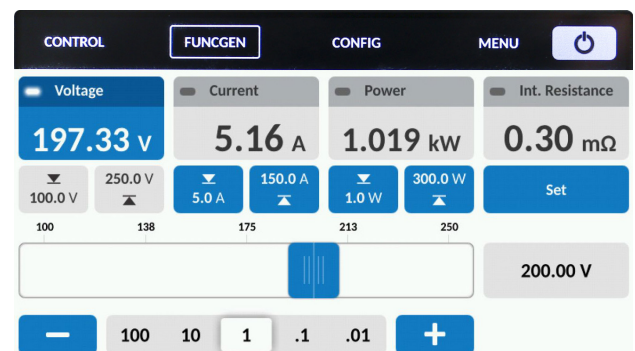 CONTROL FUNCGEN CONFIG MENU
Voltage Current Power Int. Resistance
197.33 V 5.16 A 1.019 kW 0.30 mΩ
100.0 V 250.0 V 5.0 A 150.0 A 1.0 W 300.0 W Set
100 138 175 213 250
200.00 V
100 10 1 .1 .01